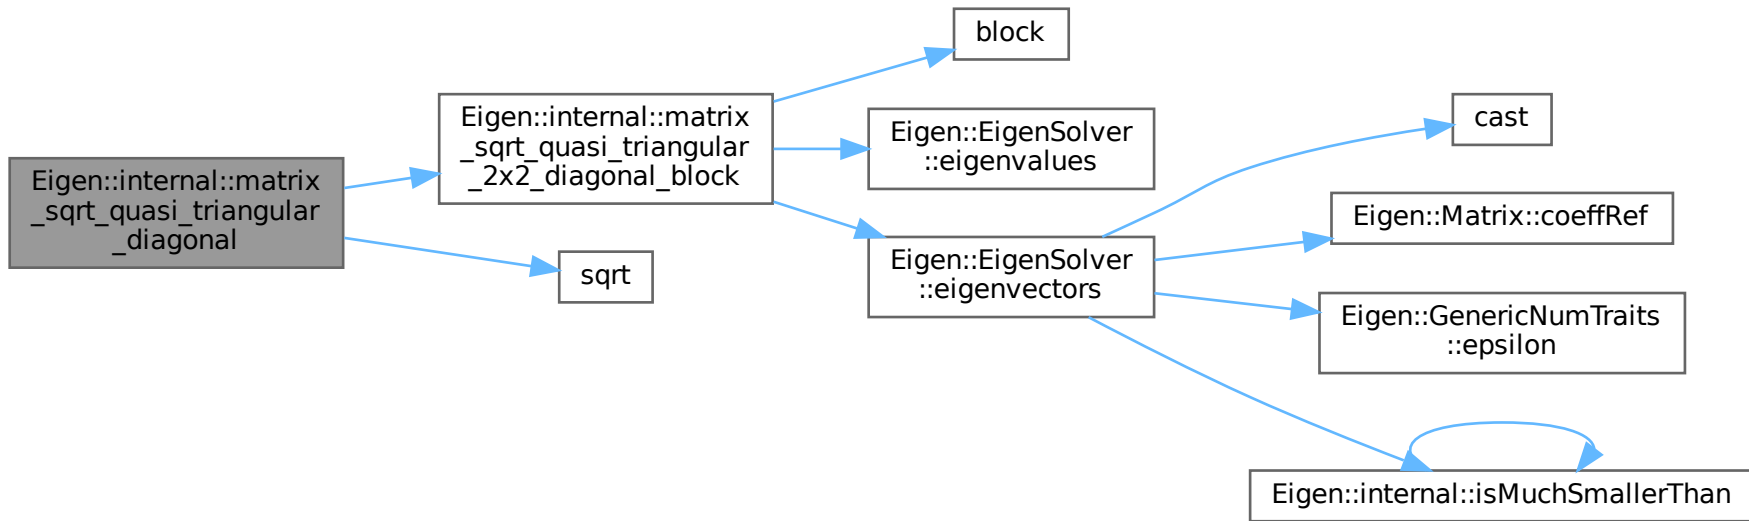 Eigen::internal::matrix
_sqrt_quasi_triangular
_diagonal
Eigen::internal::matrix
_sqrt_quasi_triangular
_2x2_diagonal_block
sqrt
block
Eigen::EigenSolver
::eigenvalues
Eigen::EigenSolver
::eigenvectors
cast
Eigen::Matrix::coeffRef
Eigen::GenericNumTraits
::epsilon
Eigen::internal::isMuchSmallerThan